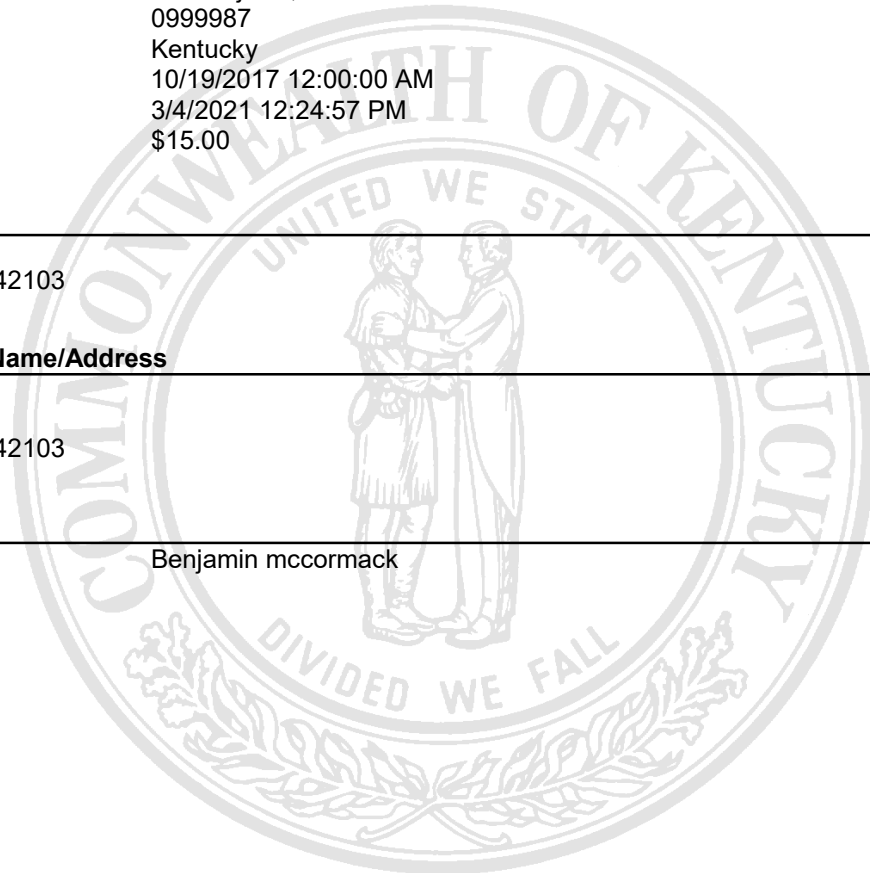 0999987
Kentucky
10/19/2017 12:00:00 AM
3/4/2021 12:24:57 PM
$15.00
42103
Name/Address
42103
Benjamin mccormack
COMMONWEALTH OF KENTUCKY
UNITED WE STAND
DIVIDED WE FALL